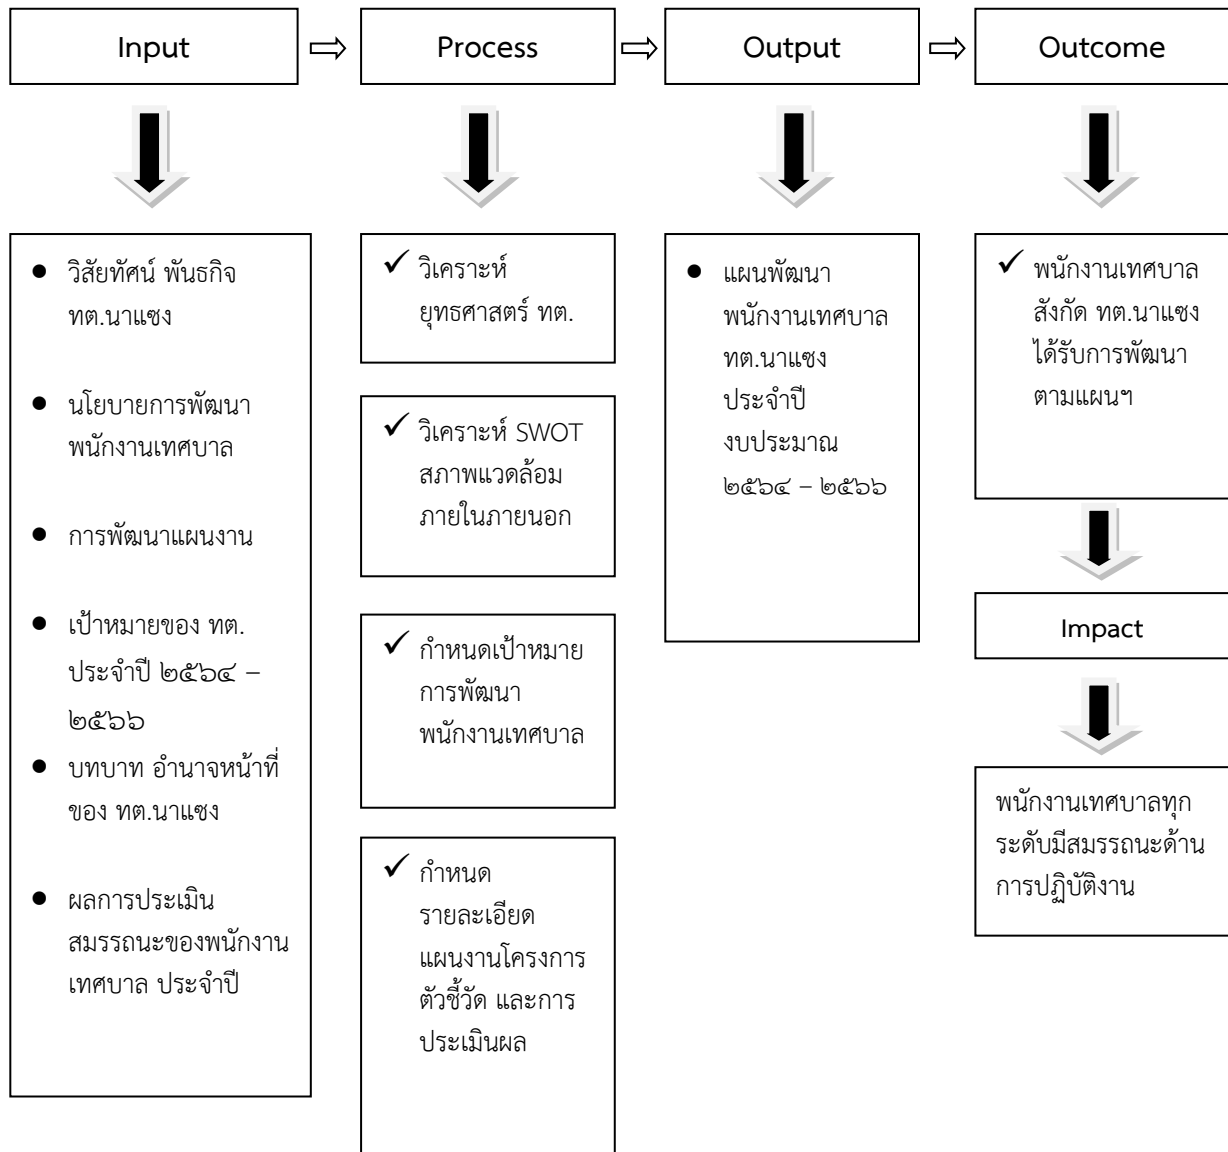 Input
⇨
Process
⇨
Output
⇨
Outcome
● วิสัยทัศน์ พันธกิจ
ทต.นาแซง
● นโยบายการพัฒนา
พนักงานเทศบาล
● การพัฒนาแผนงาน
● เป้าหมายของ ทต.
ประจำปี ๒๕๖๔ –
๒๕๖๖
● บทบาท อำนาจหน้าที่
ของ ทต.นาแซง
● ผลการประเมิน
สมรรถนะของพนักงาน
เทศบาล ประจำปี
✓ วิเคราะห์
ยุทธศาสตร์ ทต.
✓ วิเคราะห์ SWOT
สภาพแวดล้อม
ภายในภายนอก
✓ กำหนดเป้าหมาย
การพัฒนา
พนักงานเทศบาล
✓ กำหนด
รายละเอียด
แผนงานโครงการ
ตัวชี้วัด และการ
ประเมินผล
● แผนพัฒนา
พนักงานเทศบาล
ทต.นาแซง
ประจำปี
งบประมาณ
๒๕๖๔ – ๒๕๖๖
✓ พนักงานเทศบาล
สังกัด ทต.นาแซง
ได้รับการพัฒนา
ตามแผนฯ
Impact
พนักงานเทศบาลทุก
ระดับมีสมรรถนะด้าน
การปฏิบัติงาน